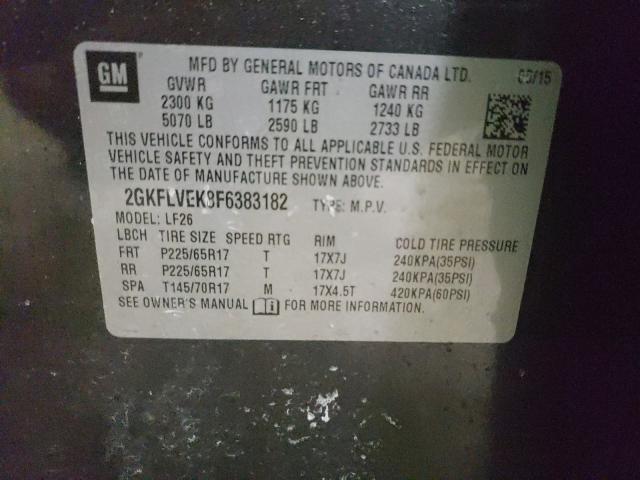 GM
MFD BY GENERAL MOTORS OF CANADA LTD. 05/15
GVWR GAWR FRT GAWR RR
2300 KG 1175 KG 1240 KG
5070 LB 2590 LB 2733 LB
THIS VEHICLE CONFORMS TO ALL APPLICABLE U.S. FEDERAL MOTOR
VEHICLE SAFETY AND THEFT PREVENTION STANDARDS IN EFFECT ON
THE DATE OF MANUFACTURE SHOWN ABOVE.
2GKFLVEK8F6383182 TYPE: M.P.V.
MODEL: LF26
LBCH TIRE SIZE SPEED RTG RIM COLD TIRE PRESSURE
FRT P225/65R17 T 17X7J 240KPA(35PSI)
RR P225/65R17 T 17X7J 240KPA(35PSI)
SPA T145/70R17 M 17X4.5T 420KPA(60PSI)
SEE OWNER'S MANUAL FOR MORE INFORMATION.